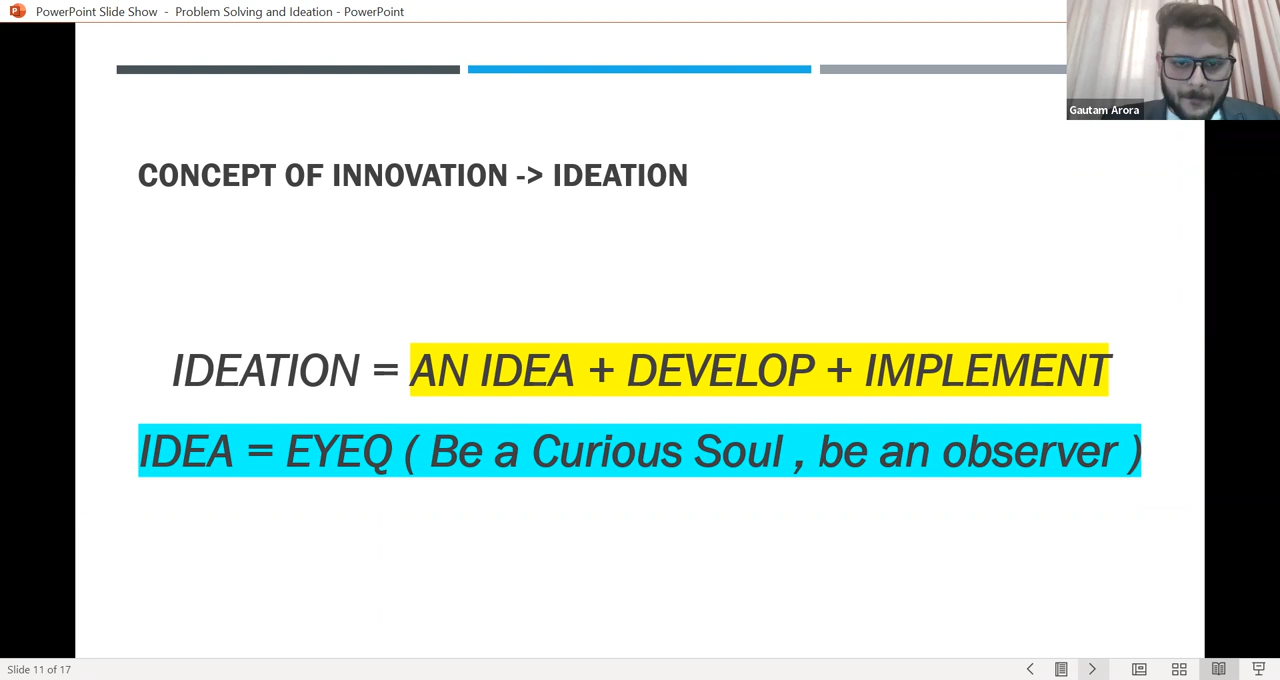 PowerPoint Slide Show - Problem Solving and Ideation - PowerPoint
Gautam Arora
CONCEPT OF INNOVATION -> IDEATION
IDEATION = AN IDEA + DEVELOP + IMPLEMENT
IDEA = EYEQ ( Be a Curious Soul , be an observer )
Slide 11 of 17